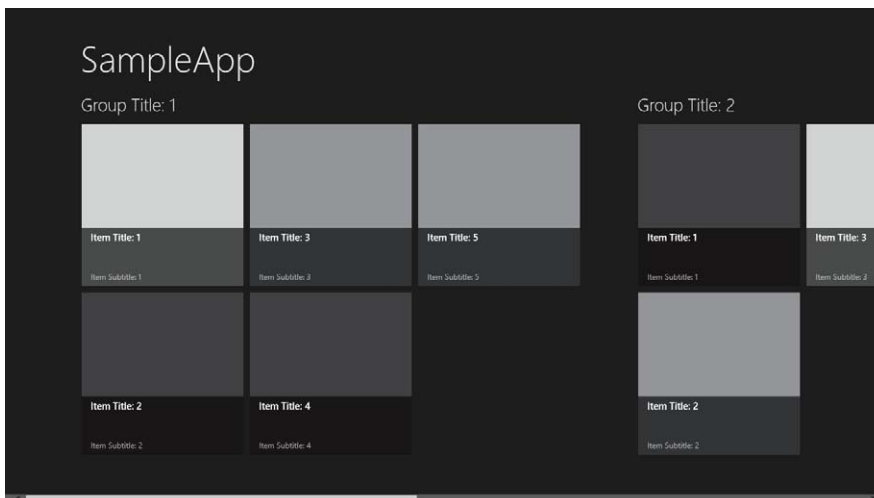 SampleApp
Group Title: 1
Item Title: 1
Item Subtitle: 1
Item Title: 3
Item Subtitle: 3
Item Title: 5
Item Subtitle: 5
Item Title: 2
Item Subtitle: 2
Item Title: 4
Item Subtitle: 4
Group Title: 2
Item Title: 1
Item Subtitle: 1
Item Title: 3
Item Subtitle: 3
Item Title: 2
Item Subtitle: 2